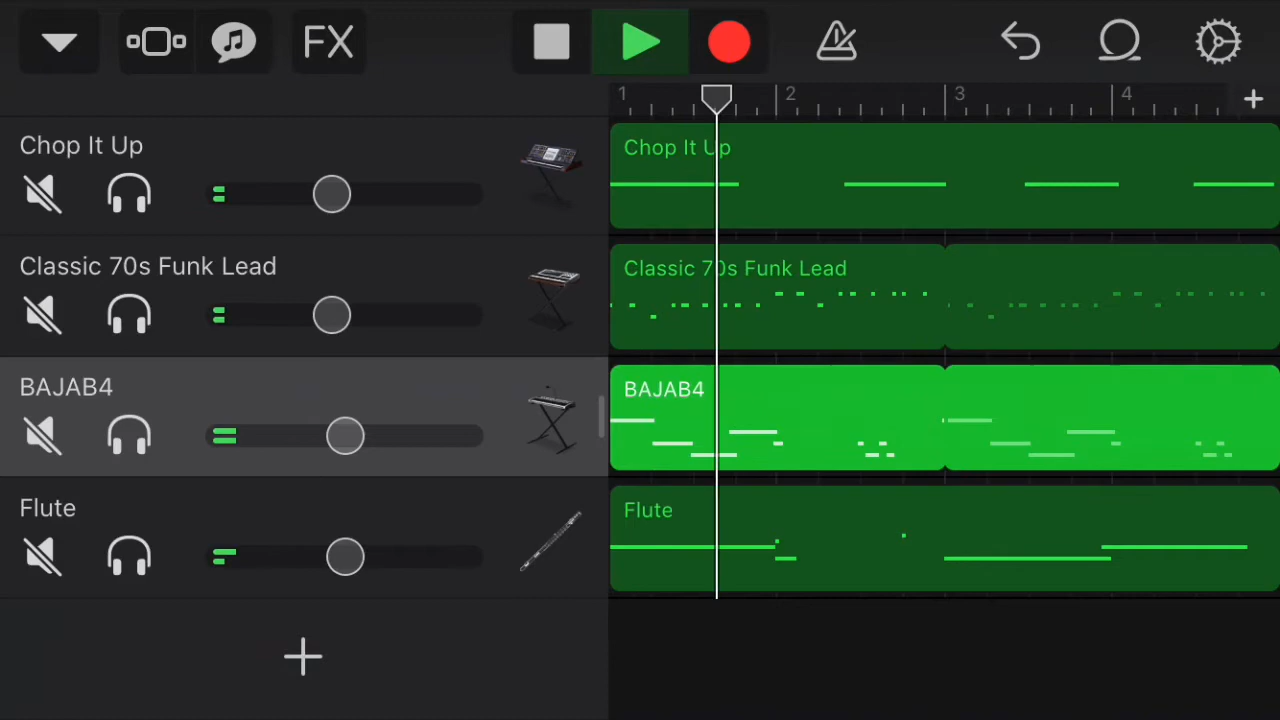 FX
1 2 3 4
Chop It Up
Chop It Up
Classic 70s Funk Lead
Classic 70s Funk Lead
BAJAB4
BAJAB4
Flute
Flute